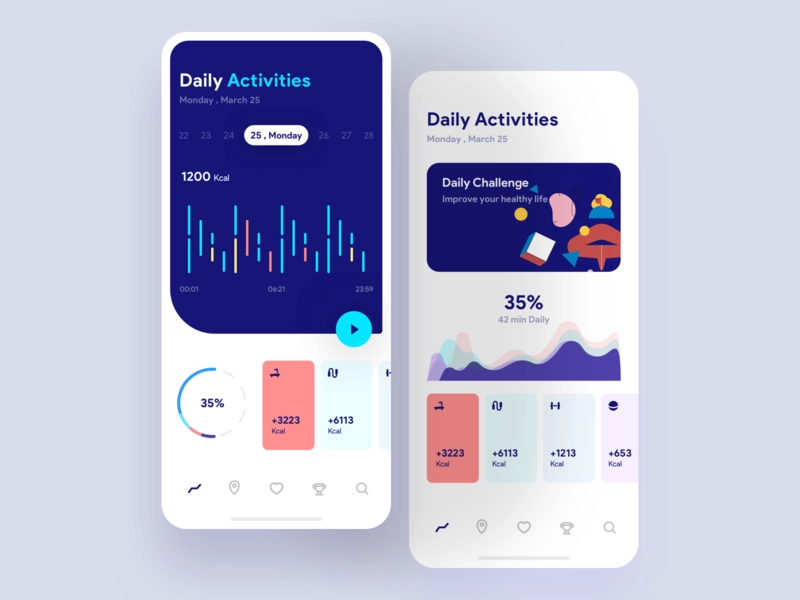 Daily Activities
Monday , March 25
22 23 24 25 , Monday 26 27 28
1200 Kcal
00:01 06:21 23:59
35%
+3223
Kcal
+6113
Kcal
Daily Activities
Monday , March 25
Daily Challenge
Improve your healthy life
35%
42 min Daily
+3223
Kcal
+6113
Kcal
+1213
Kcal
+653
Kcal